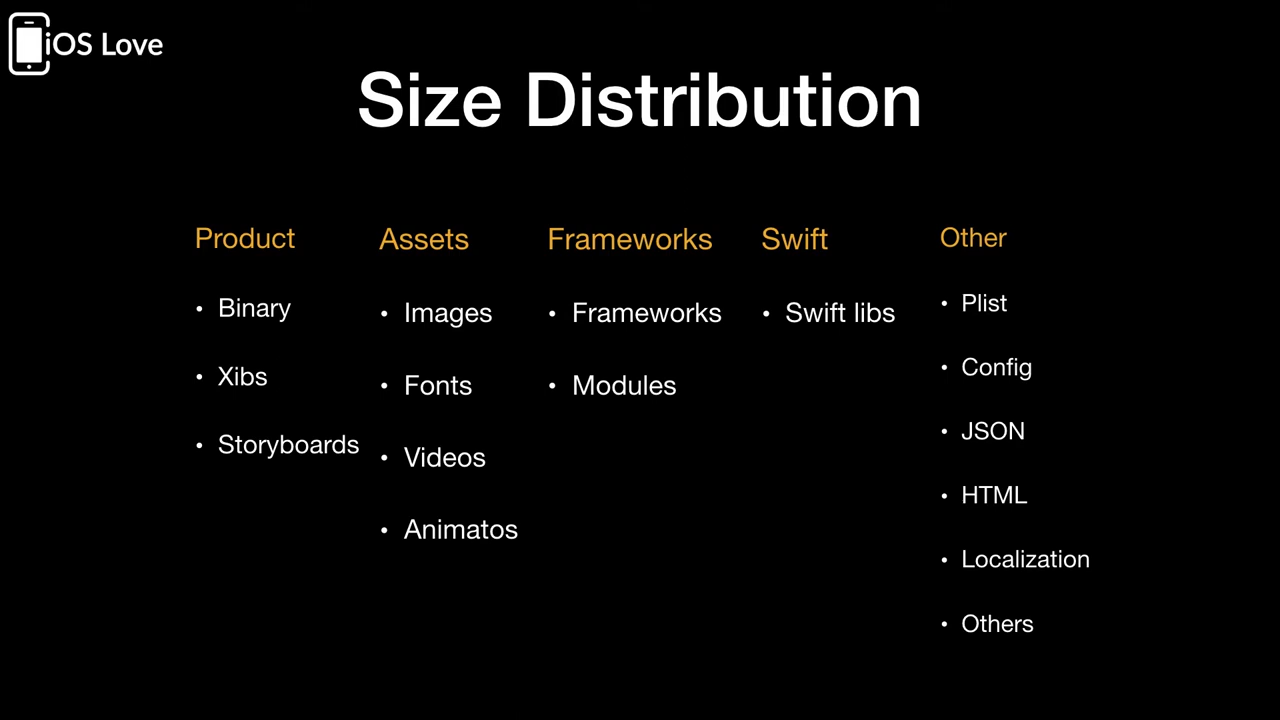 iOS Love
Size Distribution
Product
• Binary
• Xibs
• Storyboards
Assets
• Images
• Fonts
• Videos
• Animatos
Frameworks
• Frameworks
• Modules
Swift
• Swift libs
Other
• Plist
• Config
• JSON
• HTML
• Localization
• Others